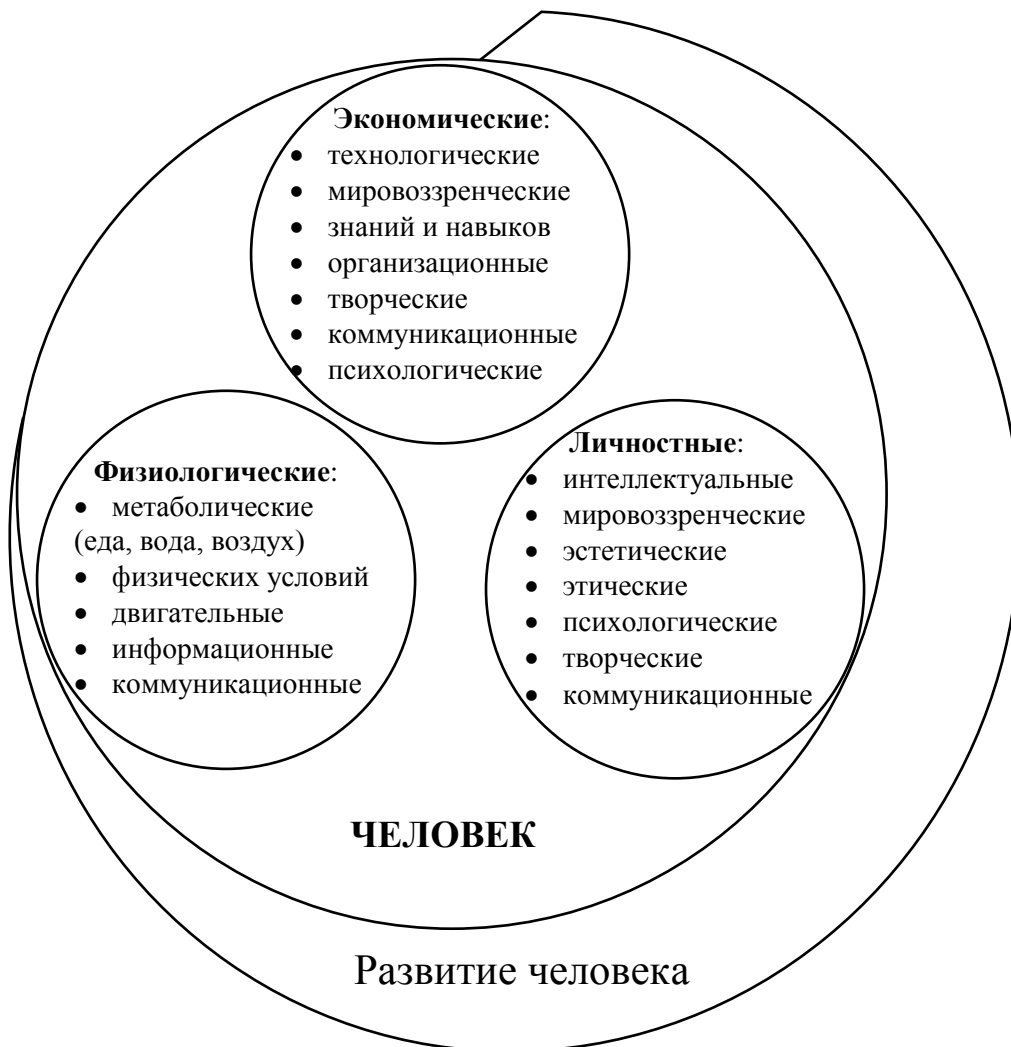 Экономические:
• технологические
• мировоззренческие
• знаний и навыков
• организационные
• творческие
• коммуникационные
• психологические
Физиологические:
• метаболические
(еда, вода, воздух)
• физических условий
• двигательные
• информационные
• коммуникационные
Личностные:
• интеллектуальные
• мировоззренческие
• эстетические
• этические
• психологические
• творческие
• коммуникационные
ЧЕЛОВЕК
Развитие человека